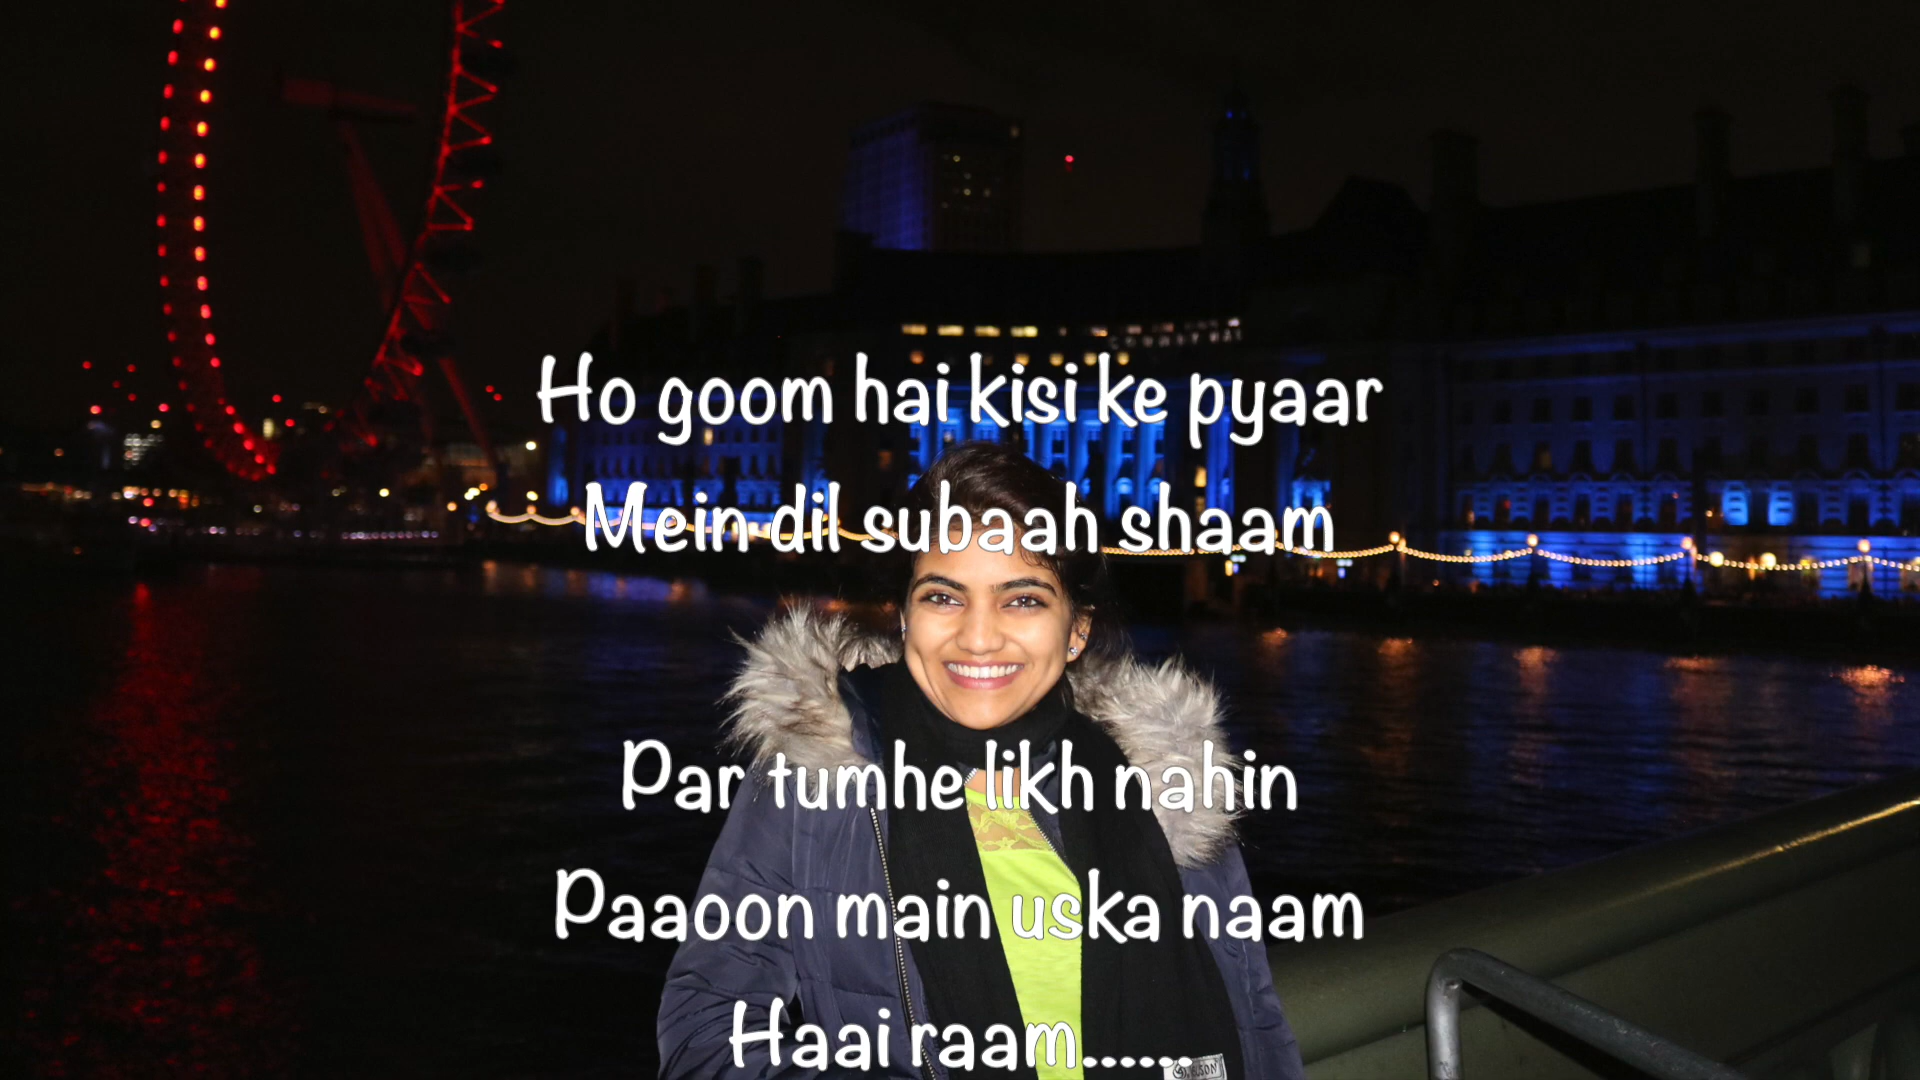 Ho goom hai kisi ke pyaar
Mein dil subaah shaam
Par tumhe likh nahin
Paaoon main uska naam
Haai raam......